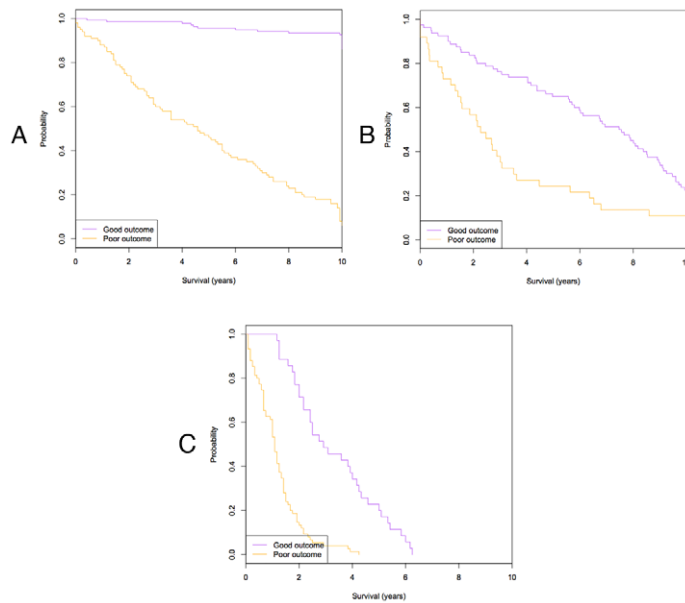 A
Probability
1.0
0.8
0.6
0.4
0.2
0.0
Good outcome
Poor outcome
0 2 4 6 8 10
Survival (years)
B
Probability
1.0
0.8
0.6
0.4
0.2
0.0
Good outcome
Poor outcome
0 2 4 6 8 10
Survival (years)
C
Probability
1.0
0.8
0.6
0.4
0.2
0.0
Good outcome
Poor outcome
0 2 4 6 8 10
Survival (years)